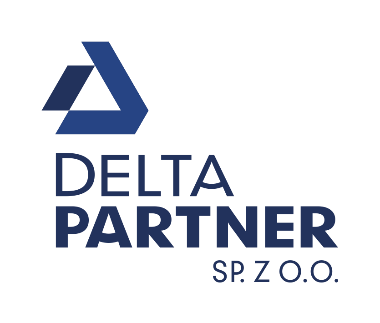 DELTA
PARTNER
SP. Z O.O.